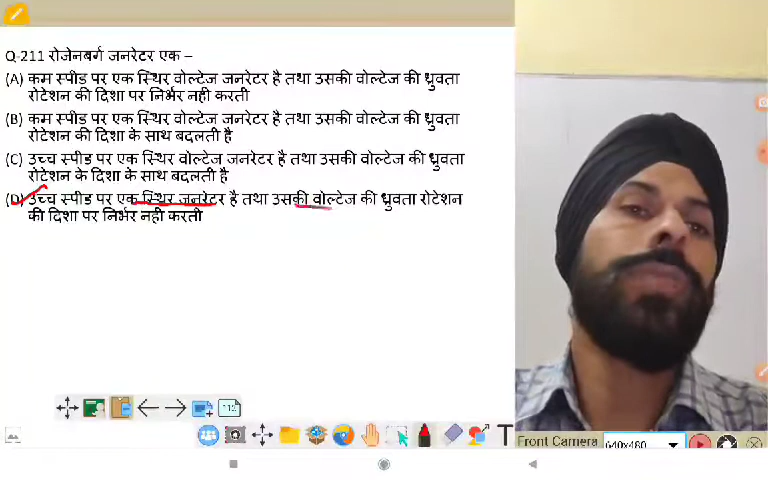 Q-211 रोजेनबर्ग जनरेटर एक –
(A) कम स्पीड पर एक स्थिर वोल्टेज जनरेटर है तथा उसकी वोल्टेज की ध्रुवता
रोटेशन की दिशा पर निर्भर नही करती
(B) कम स्पीड पर एक स्थिर वोल्टेज जनरेटर है तथा उसकी वोल्टेज की ध्रुवता
रोटेशन की दिशा के साथ बदलती है
(C) उच्च स्पीड पर एक स्थिर वोल्टेज जनरेटर है तथा उसकी वोल्टेज की ध्रुवता
रोटेशन के दिशा के साथ बदलती है
(D) उच्च स्पीड पर एक स्थिर जनरेटर है तथा उसकी वोल्टेज की ध्रुवता रोटेशन
की दिशा पर निर्भर नही करती
112
Front Camera 640x480